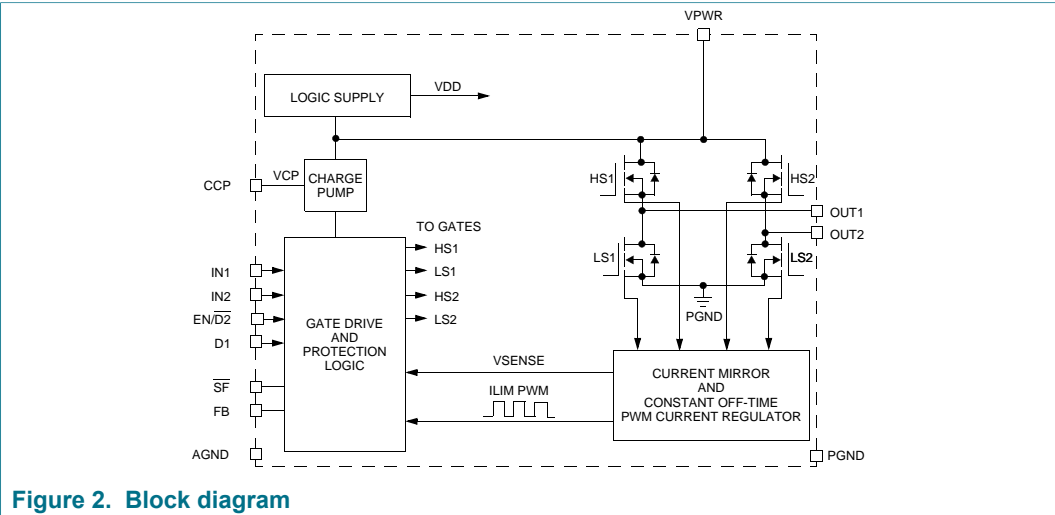 VPWR
LOGIC SUPPLY
VDD
CCP
VCP
CHARGE
PUMP
HS1
HS2
OUT1
OUT2
TO GATES
HS1
LS1
HS2
LS2
LS1
LS2
PGND
IN1
IN2
EN/D̅2̅
D1
S̅F̅
FB
AGND
GATE DRIVE
AND
PROTECTION
LOGIC
VSENSE
ILIM PWM
CURRENT MIRROR
AND
CONSTANT OFF-TIME
PWM CURRENT REGULATOR
PGND
Figure 2. Block diagram